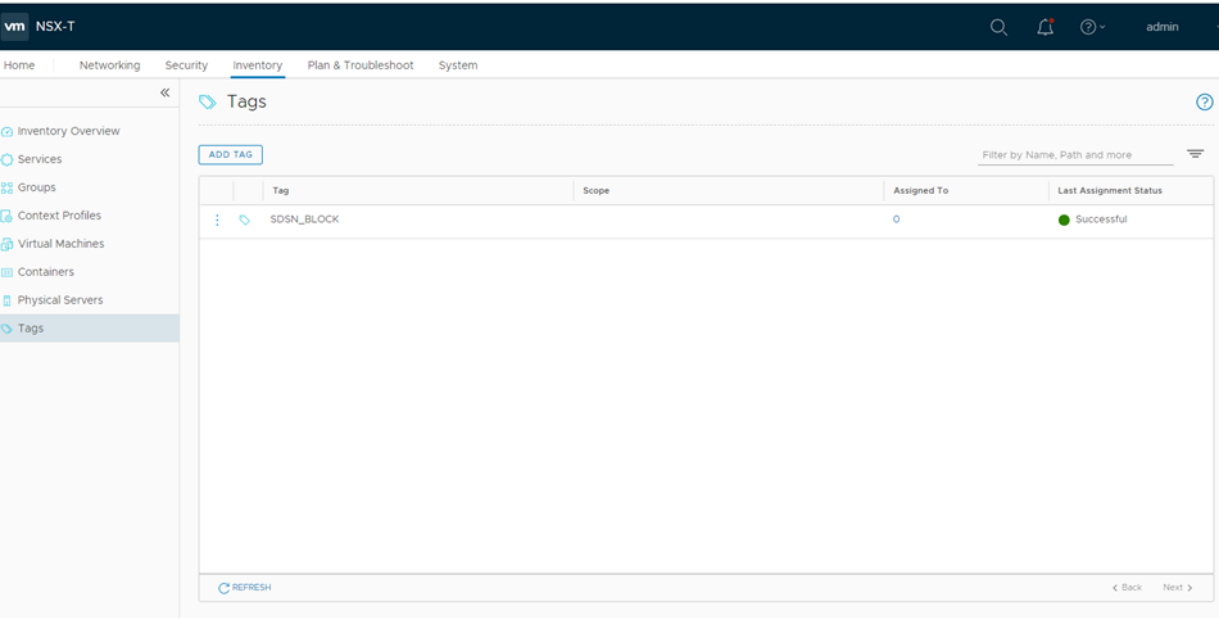 vm NSX-T admin
Home Networking Security Inventory Plan & Troubleshoot System
Tags
Inventory Overview
Services
Groups
Context Profiles
Virtual Machines
Containers
Physical Servers
Tags
ADD TAG Filter by Name, Path and more
Tag Scope Assigned To Last Assignment Status
SDSN_BLOCK 0 Successful
REFRESH Back Next